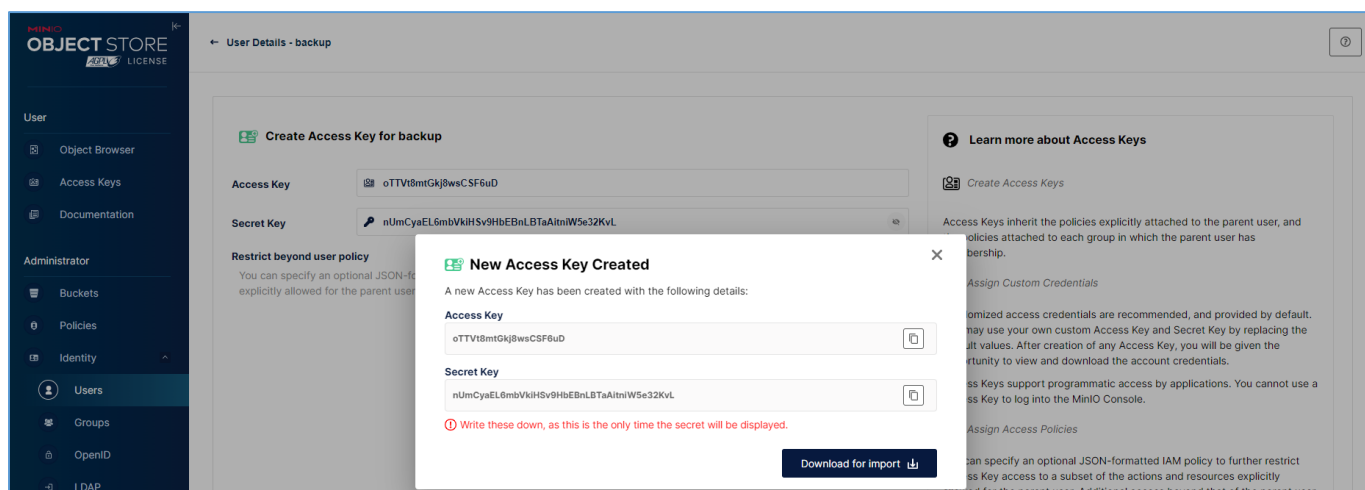 MINIO
OBJECT STORE
AGPLv3 LICENSE
← User Details - backup
User
Object Browser
Access Keys
Documentation
Administrator
Buckets
Policies
Identity
Users
Groups
OpenID
LDAP
Create Access Key for backup
Access Key
oTTVt8mtGkj8wsCSF6uD
Secret Key
nUmCyaEL6mbVkiHSv9HbEBnLBTaAitniW5e32KvL
Restrict beyond user policy
You can specify an optional JSON-fo
explicitly allowed for the parent user
New Access Key Created
A new Access Key has been created with the following details:
Access Key
oTTVt8mtGkj8wsCSF6uD
Secret Key
nUmCyaEL6mbVkiHSv9HbEBnLBTaAitniW5e32KvL
Write these down, as this is the only time the secret will be displayed.
Download for import
Learn more about Access Keys
Create Access Keys
Access Keys inherit the policies explicitly attached to the parent user, and
policies attached to each group in which the parent user has
bership.
Assign Custom Credentials
omized access credentials are recommended, and provided by default.
may use your own custom Access Key and Secret Key by replacing the
ult values. After creation of any Access Key, you will be given the
rtunity to view and download the account credentials.
ss Keys support programmatic access by applications. You cannot use a
ss Key to log into the MinIO Console.
Assign Access Policies
can specify an optional JSON-formatted IAM policy to further restrict
ss Key access to a subset of the actions and resources explicitly